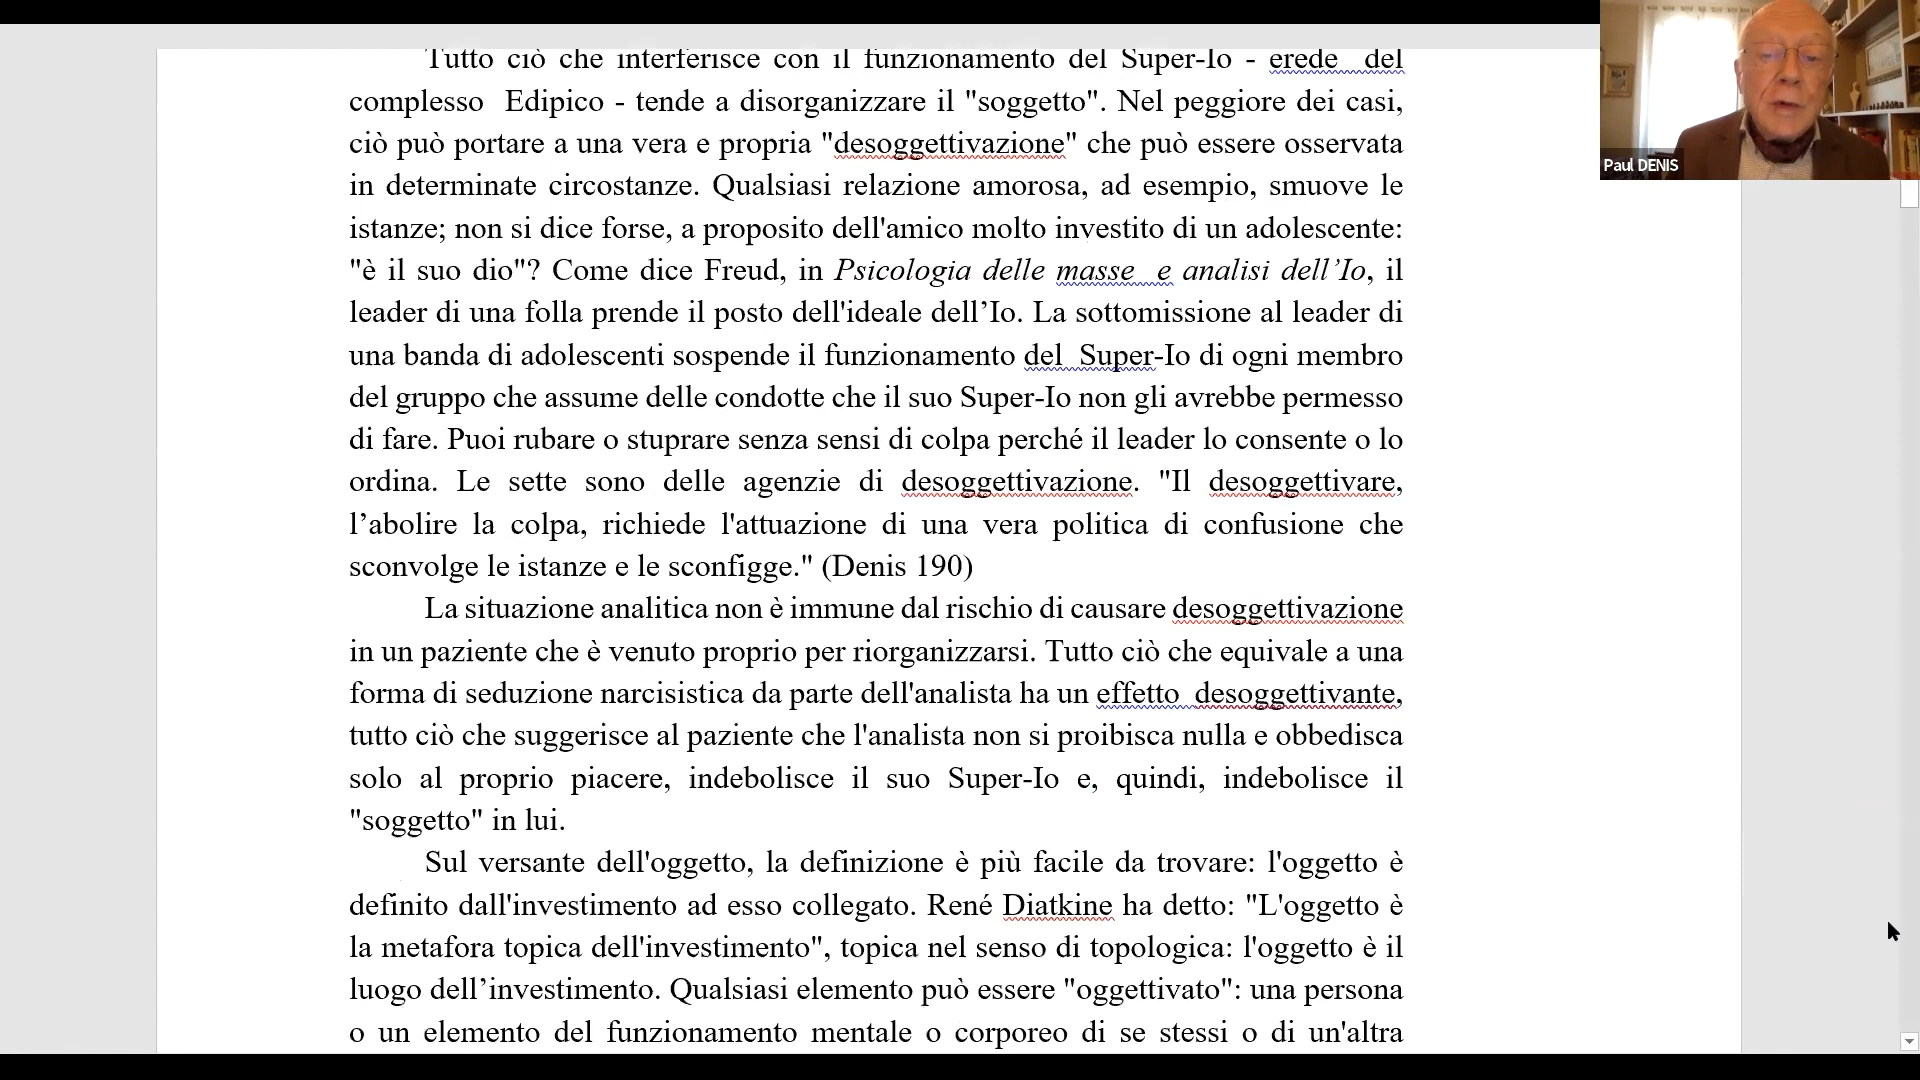 Tutto ciò che interferisce con il funzionamento del Super-Io - erede  del
complesso  Edipico - tende a disorganizzare il "soggetto". Nel peggiore dei casi,
ciò può portare a una vera e propria "desoggettivazione" che può essere osservata
in determinate circostanze. Qualsiasi relazione amorosa, ad esempio, smuove le
istanze; non si dice forse, a proposito dell'amico molto investito di un adolescente:
"è il suo dio"? Come dice Freud, in Psicologia delle masse  e analisi dell’Io, il
leader di una folla prende il posto dell'ideale dell’Io. La sottomissione al leader di
una banda di adolescenti sospende il funzionamento del  Super-Io di ogni membro
del gruppo che assume delle condotte che il suo Super-Io non gli avrebbe permesso
di fare. Puoi rubare o stuprare senza sensi di colpa perché il leader lo consente o lo
ordina. Le sette sono delle agenzie di desoggettivazione. "Il desoggettivare,
l’abolire la colpa, richiede l'attuazione di una vera politica di confusione che
sconvolge le istanze e le sconfigge." (Denis 190)
La situazione analitica non è immune dal rischio di causare desoggettivazione
in un paziente che è venuto proprio per riorganizzarsi. Tutto ciò che equivale a una
forma di seduzione narcisistica da parte dell'analista ha un effetto  desoggettivante,
tutto ciò che suggerisce al paziente che l'analista non si proibisca nulla e obbedisca
solo al proprio piacere, indebolisce il suo Super-Io e, quindi, indebolisce il
"soggetto" in lui.
Sul versante dell'oggetto, la definizione è più facile da trovare: l'oggetto è
definito dall'investimento ad esso collegato. René Diatkine ha detto: "L'oggetto è
la metafora topica dell'investimento", topica nel senso di topologica: l'oggetto è il
luogo dell’investimento. Qualsiasi elemento può essere "oggettivato": una persona
o un elemento del funzionamento mentale o corporeo di se stessi o di un'altra
Paul DENIS